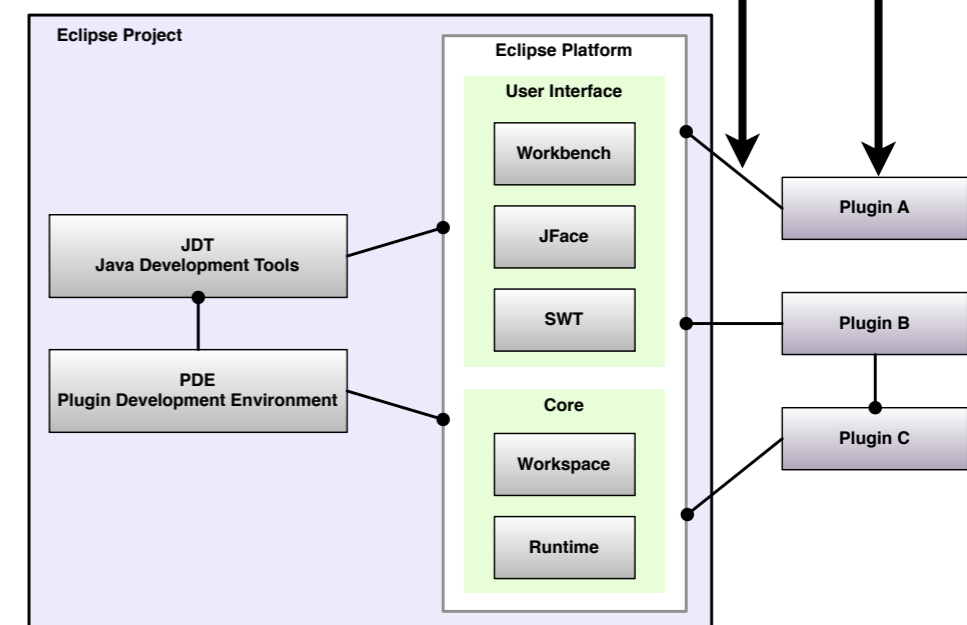 Eclipse Project
Eclipse Platform
User Interface
Workbench
JFace
SWT
Core
Workspace
Runtime
JDT
Java Development Tools
PDE
Plugin Development Environment
Plugin A
Plugin B
Plugin C